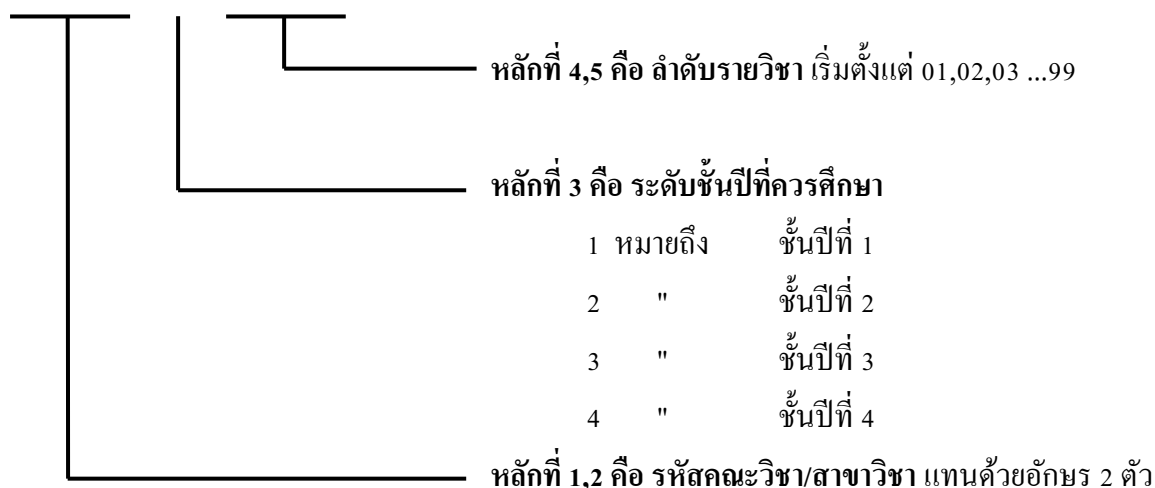 หลักที่ 4,5 คือ ลำดับรายวิชา เริ่มตั้งแต่ 01,02,03 ...99
หลักที่ 3 คือ ระดับชั้นปีที่ควรศึกษา
1 หมายถึง ชั้นปีที่ 1
2 " ชั้นปีที่ 2
3 " ชั้นปีที่ 3
4 " ชั้นปีที่ 4
หลักที่ 1,2 คือ รหัสคณะวิชา/สาขาวิชา แทนด้วยอักษร 2 ตัว